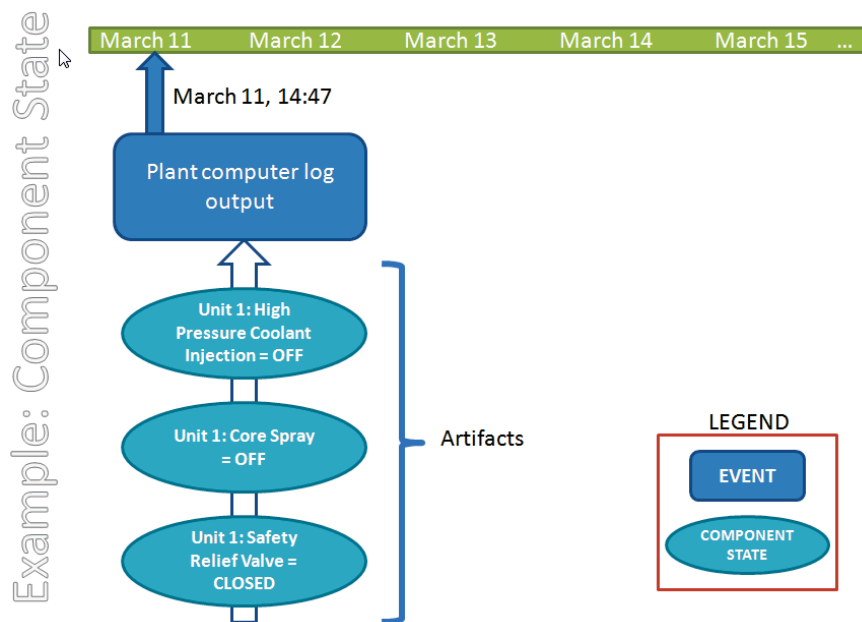 Example: Component State
March 11 March 12 March 13 March 14 March 15 ...
March 11, 14:47
Plant computer log
output
Unit 1: High
Pressure Coolant
Injection = OFF
Unit 1: Core Spray
= OFF
Unit 1: Safety
Relief Valve =
CLOSED
Artifacts
LEGEND
EVENT
COMPONENT
STATE